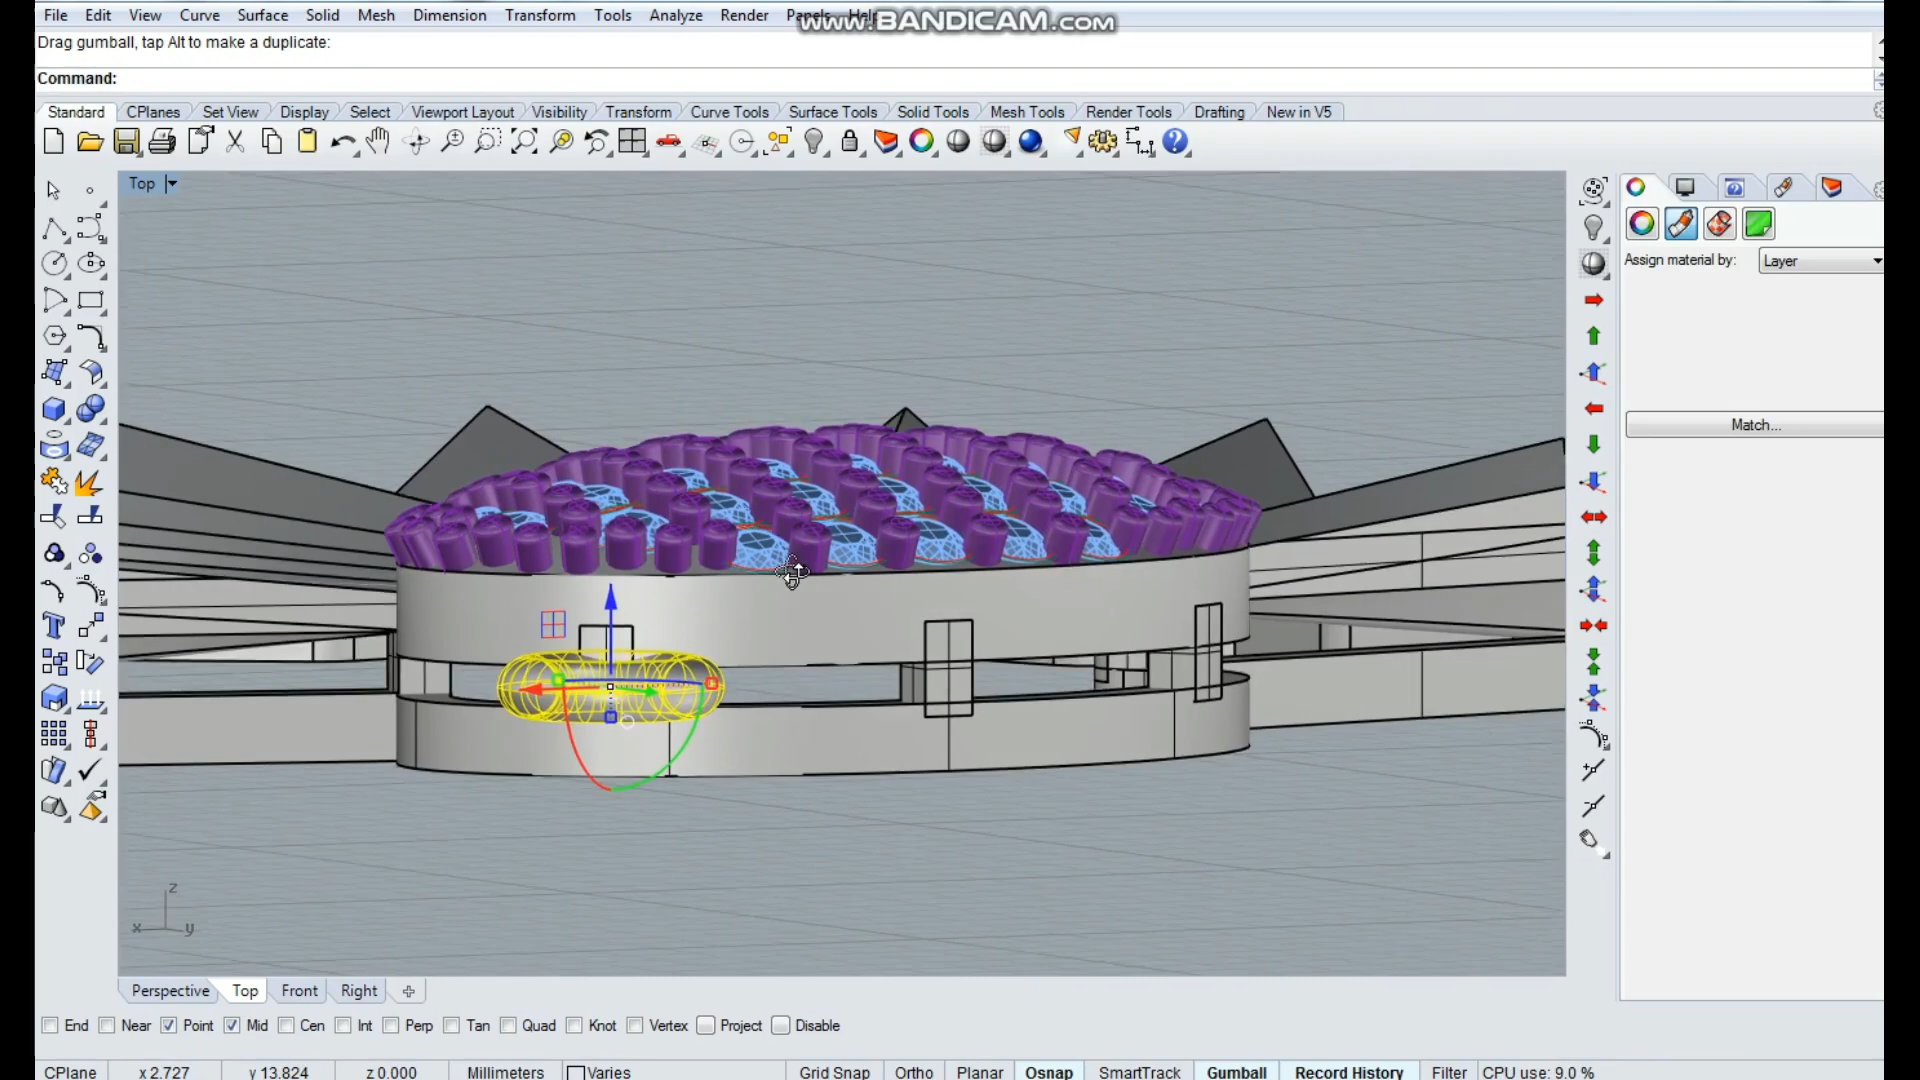 File Edit View Curve Surface Solid Mesh Dimension Transform Tools Analyze Render Panels Help
www.BANDICAM.com
Drag gumball, tap Alt to make a duplicate:
Command:
Standard CPlanes Set View Display Select Viewport Layout Visibility Transform Curve Tools Surface Tools Solid Tools Mesh Tools Render Tools Drafting New in V5
Top
Assign material by: Layer
Match...
z
x y
Perspective Top Front Right
End Near Point Mid Cen Int Perp Tan Quad Knot Vertex Project Disable
CPlane x 2.727 y 13.824 z 0.000 Millimeters Varies Grid Snap Ortho Planar Osnap SmartTrack Gumball Record History Filter CPU use: 9.0 %